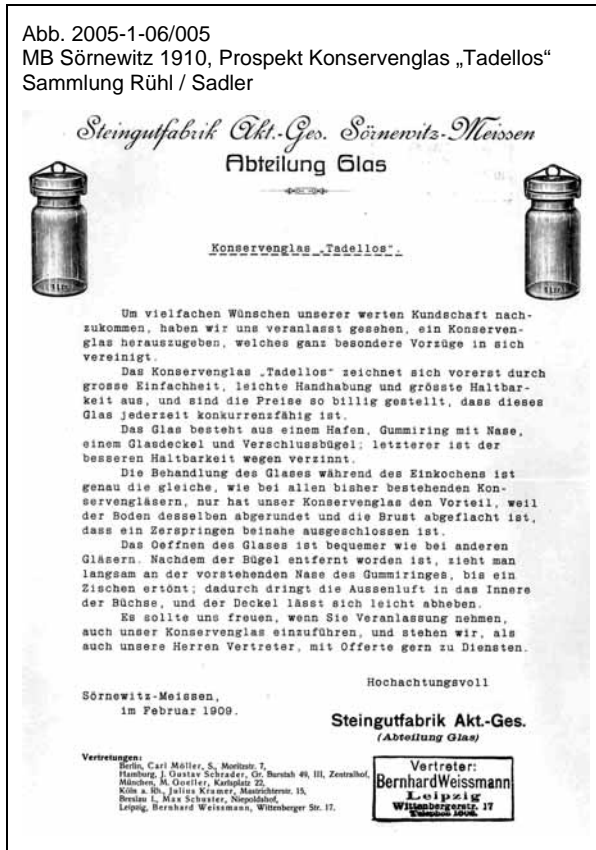 Abb. 2005-1-06/005
MB Sörnewitz 1910, Prospekt Konservenglas „Tadellos“
Sammlung Rühl / Sadler
Steingutfabrik Akt.-Ges. Sörnewitz-Meissen
Abteilung Glas
Konservenglas „Tadellos“.
Um vielfachen Wünschen unserer werten Kundschaft nach-
zukommen, haben wir uns veranlasst gesehen, ein Konserven-
glas herauszugeben, welches ganz besondere Vorzüge in sich
vereinigt.
Das Konservenglas „Tadellos“ zeichnet sich vorerst durch
grosse Einfachheit, leichte Handhabung und grösste Haltbar-
keit aus, und sind die Preise so billig gestellt, dass dieses
Glas jederzeit konkurrenzfähig ist.
Das Glas besteht aus einem Hafen, Gummiring mit Nase,
einem Glasdeckel und Verschlussbügel; letzterer ist der
besseren Haltbarkeit wegen verzinnt.
Die Behandlung des Glases während des Einkochens ist
genau die gleiche, wie bei allen bisher bestehenden Kon-
servengläsern, nur hat unser Konservenglas den Vorteil, weil
der Boden desselben abgerundet und die Brust abgeflacht ist,
dass ein Zerspringen beinahe ausgeschlossen ist.
Das Oeffnen des Glases ist bequemer wie bei anderen
Gläsern. Nachdem der Bügel entfernt worden ist, zieht man
langsam an der vorstehenden Nase des Gummiringes, bis ein
Zischen ertönt; dadurch dringt die Aussenluft in das Innere
der Büchse, und der Deckel lässt sich leicht abheben.
Es sollte uns freuen, wenn Sie Veranlassung nehmen,
auch unser Konservenglas einzuführen, und stehen wir, als
auch unsere Herren Vertreter, mit Offerte gern zu Diensten.
Hochachtungsvoll
Sörnewitz-Meissen,
im Februar 1909.
Steingutfabrik Akt.-Ges.
(Abteilung Glas)
Vertretungen:
Berlin, Carl Möller, S., Moritzstr. 7,
Hamburg, J. Gustav Schrader, Gr. Burstah 49, III, Zentralhof,
München, M. Goeller, Karlsplatz 22,
Köln a. Rh., Julius Kramer, Mastrichterstr. 15,
Breslau I., Max Schuster, Niepoldshof,
Leipzig, Bernhard Weissmann, Wittenberger Str. 17.
Vertreter:
Bernhard Weissmann
Leipzig
Wittenbergerstr. 17
Telephon